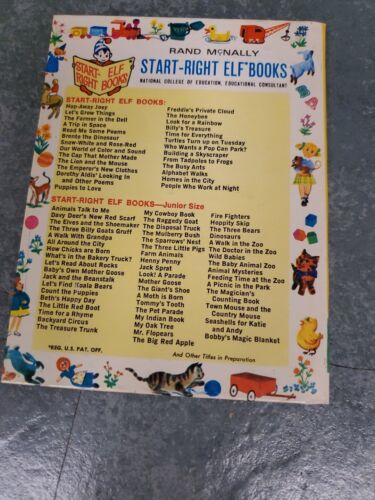 START- ELF -RIGHT BOOKS
RAND McNALLY
START-RIGHT ELF BOOKS
NATIONAL COLLEGE OF EDUCATION, EDUCATIONAL CONSULTANT
START-RIGHT ELF BOOKS:
Hop-Away Joey
Let's Grow Things
The Farmer in the Dell
A Trip in Space
Read Me Some Poems
Bronto the Dinosaur
Snow-White and Rose-Red
Our World of Color and Sound
The Cap That Mother Made
The Lion and the Mouse
The Emperor's New Clothes
Dorothy Aldis' Looking In
and Other Poems
Puppies to Love
Freddie's Private Cloud
The Honeybee
Look for a Rainbow
Billy's Treasure
Time for Everything
Turtles Turn up on Tuesday
Who Wants a Pop Can Park?
Building a Skyscraper
From Tadpoles to Frogs
The Busy Ants
Alphabet Walks
Homes in the City
People Who Work at Night
START-RIGHT ELF BOOKS—Junior Size
Animals Talk to Me
Davy Deer's New Red Scarf
The Elves and the Shoemaker
The Three Billy Goats Gruff
A Walk With Grandpa
All Around the City
How Chicks are Born
What's in the Bakery Truck?
Let's Read About Rocks
Baby's Own Mother Goose
Jack and the Beanstalk
Let's Find Koala Bears
Count the Puppies
Beth's Happy Day
The Little Red Boot
Time for a Rhyme
Backyard Circus
The Treasure Trunk
My Cowboy Book
The Raggedy Goat
The Disposal Truck
The Mulberry Bush
The Sparrows' Nest
The Three Little Pigs
Farm Animals
Henny Penny
Jack Sprat
Look! A Parade
Mother Goose
The Giant's Shoe
A Moth is Born
Tommy's Tooth
The Pet Parade
My Indian Book
My Oak Tree
Mr. Flopears
The Big Red Apple
Fire Fighters
Hoppity Skip
The Three Bears
Dinosaurs
A Walk in the Zoo
The Doctor in the Zoo
Wild Babies
The Baby Animal Zoo
Animal Mysteries
Feeding Time at the Zoo
A Picnic in the Park
The Magician's
Counting Book
Town Mouse and the
Country Mouse
Seashells for Katie
and Andy
Bobby's Magic Blanket
*REG. U.S. PAT. OFF.
And Other Titles in Preparation